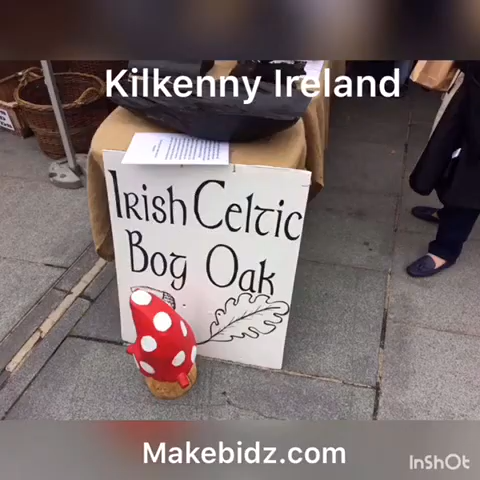 Kilkenny Ireland
Irish Celtic
Bog Oak
Makebidz.com
InShOt